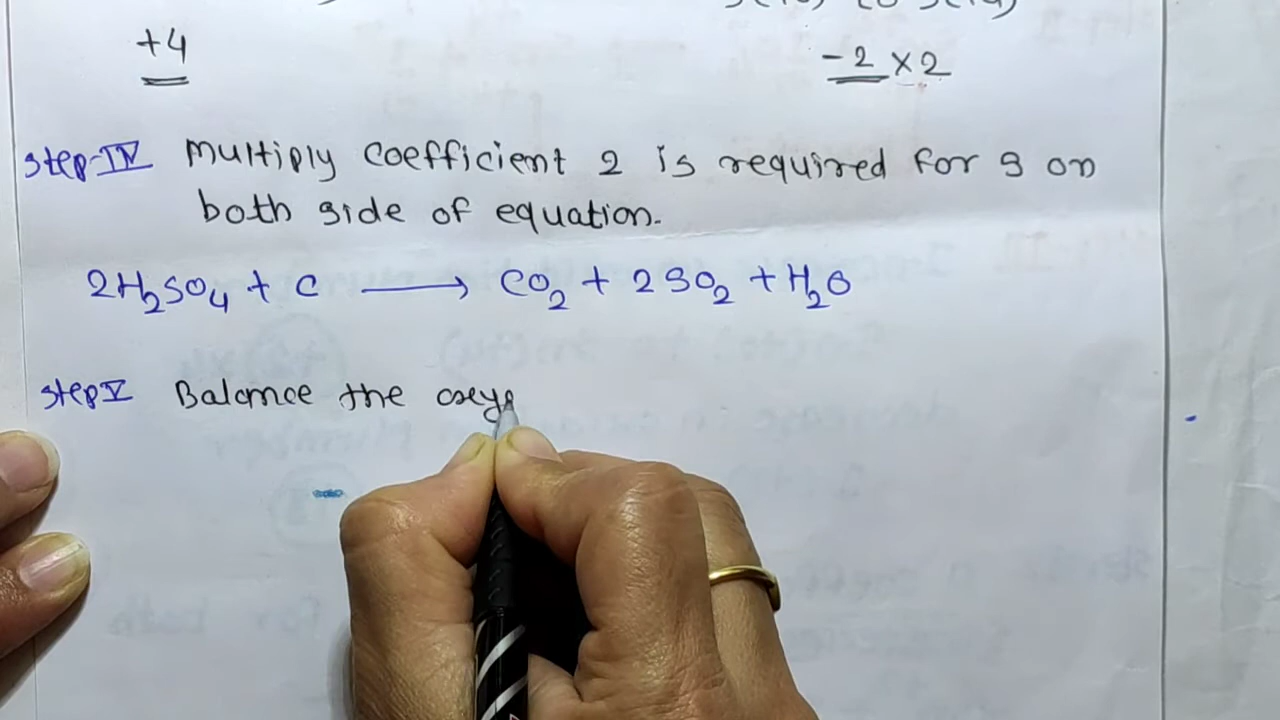 +4
-2 × 2
Step-IV Multiply coefficient 2 is required for S on
both side of equation.
2H₂SO₄ + C ⟶ CO₂ + 2SO₂ + H₂O
Step V Balance the oxyg